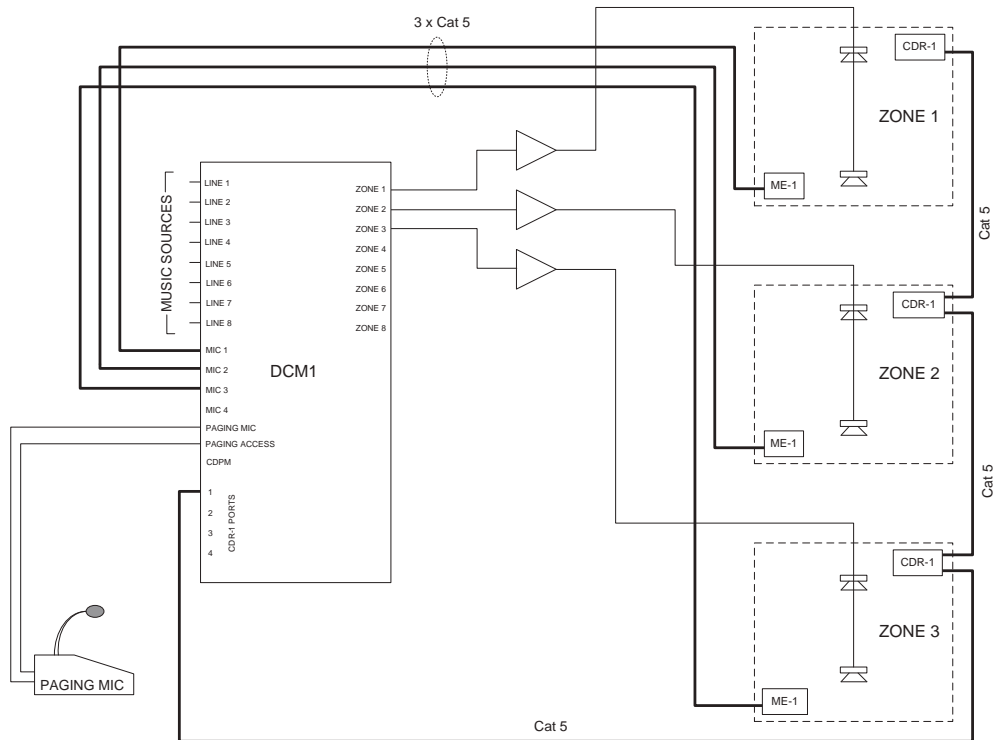 3 x Cat 5
CDR-1
ZONE 1
ME-1
Cat 5
MUSIC SOURCES
LINE 1
LINE 2
LINE 3
LINE 4
LINE 5
LINE 6
LINE 7
LINE 8
MIC 1
MIC 2
MIC 3
MIC 4
PAGING MIC
PAGING ACCESS
CDPM
1
2
3
4
CDR-1 PORTS
DCM1
ZONE 1
ZONE 2
ZONE 3
ZONE 4
ZONE 5
ZONE 6
ZONE 7
ZONE 8
CDR-1
ZONE 2
ME-1
Cat 5
CDR-1
ZONE 3
ME-1
PAGING MIC
Cat 5